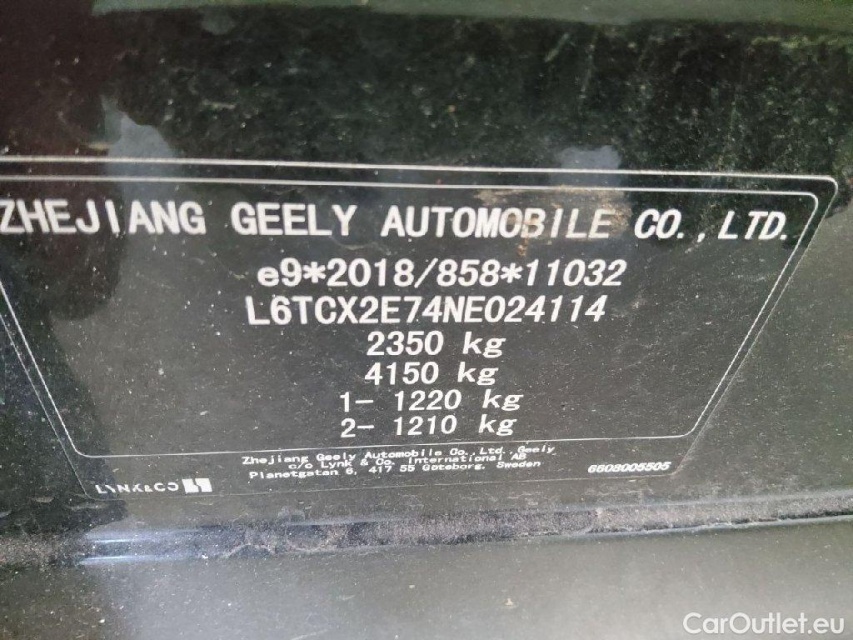 ZHEJIANG GEELY AUTOMOBILE CO.,LTD.
e9*2018/858*11032
L6TCX2E74NE024114
2350 kg
4150 kg
1- 1220 kg
2- 1210 kg
Zhejiang Geely Automobile Co., Ltd. Geely
c/o Lynk & Co. International AB
Planetgatan 6, 417 55 Goteborg, Sweden
6608005505
LYNK&CO
CarOutlet.eu